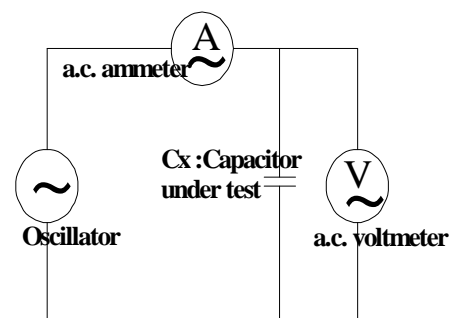 A
a.c. ammeter
Cx :Capacitor
under test
V
Oscillator
a.c. voltmeter